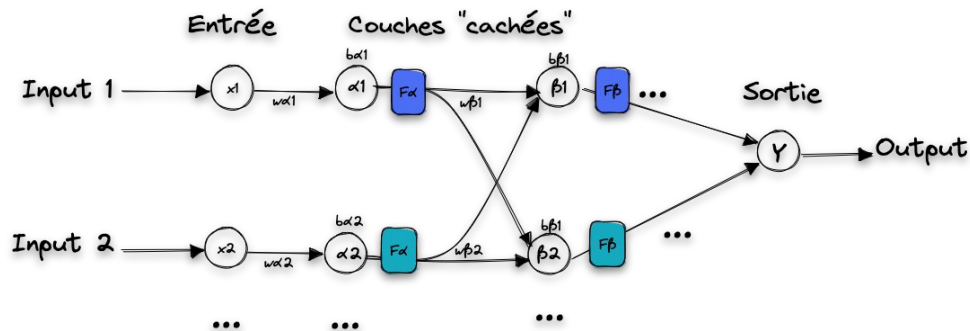 Entrée
Couches "cachées"
bα1
bβ1
Input 1
x1
wα1
α1
Fα
wβ1
β1
Fβ
...
Sortie
Y
Output
bα2
bβ1
Input 2
x2
wα2
α2
Fα
wβ2
β2
Fβ
...
...
...
...